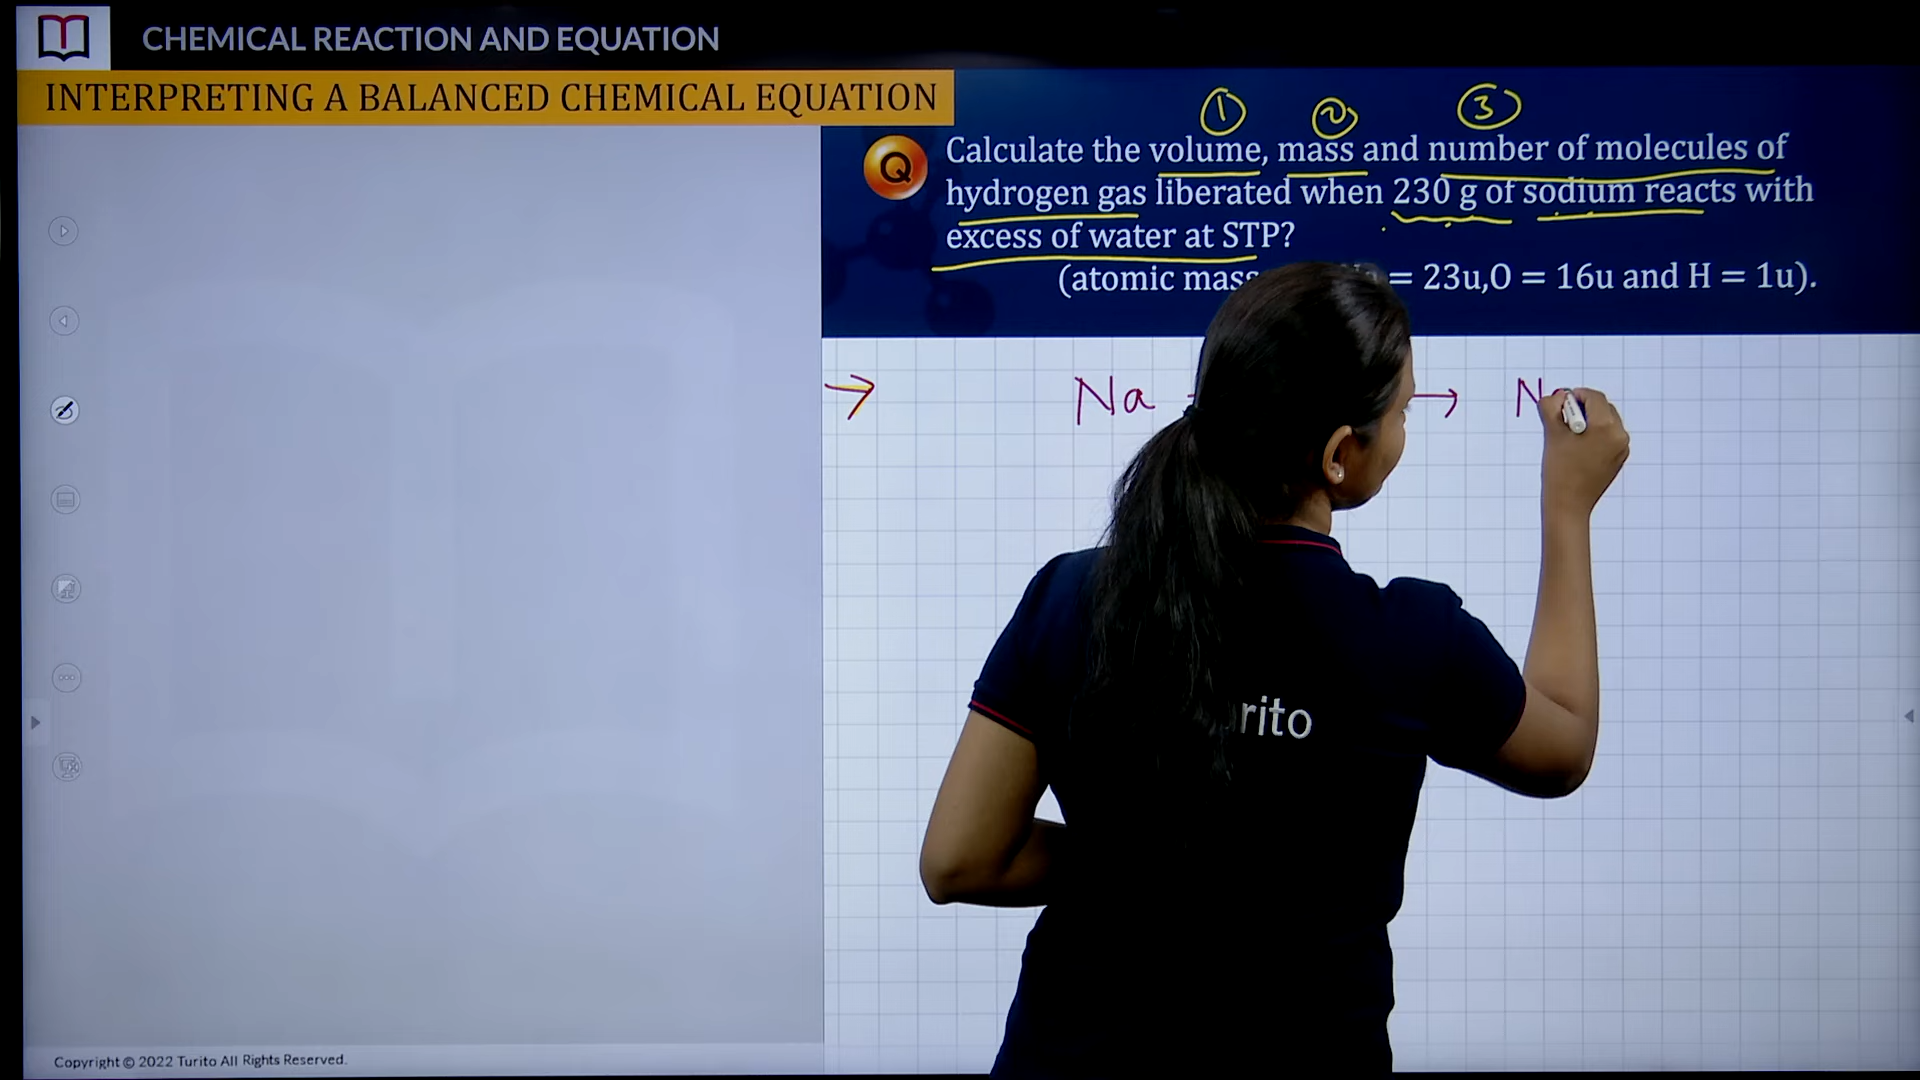 CHEMICAL REACTION AND EQUATION
INTERPRETING A BALANCED CHEMICAL EQUATION
1 2 3
Q
Calculate the volume, mass and number of molecules of
hydrogen gas liberated when 230 g of sodium reacts with
excess of water at STP?
(atomic mass = 23u,O = 16u and H = 1u).
→ Na → N
rito
Copyright © 2022 Turito All Rights Reserved.